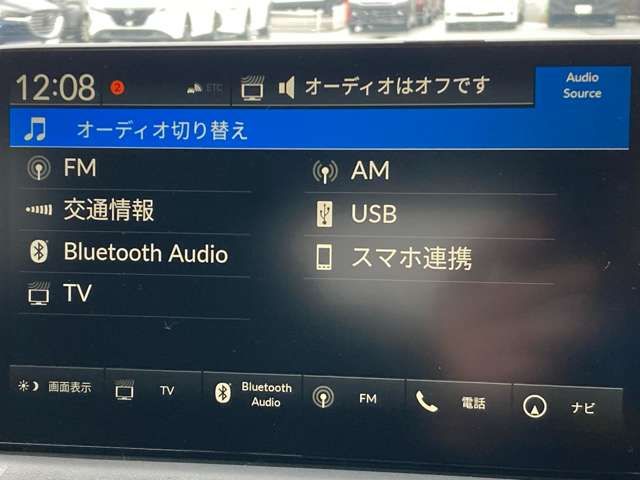 12:08 2 ETC オーディオはオフです Audio Source
オーディオ切り替え
FM AM
交通情報 USB
Bluetooth Audio スマホ連携
TV
画面表示 TV Bluetooth Audio FM 電話 ナビ